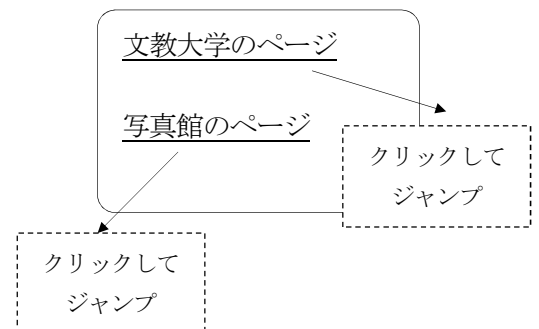 文教大学のページ
写真館のページ
クリックして
ジャンプ
クリックして
ジャンプ